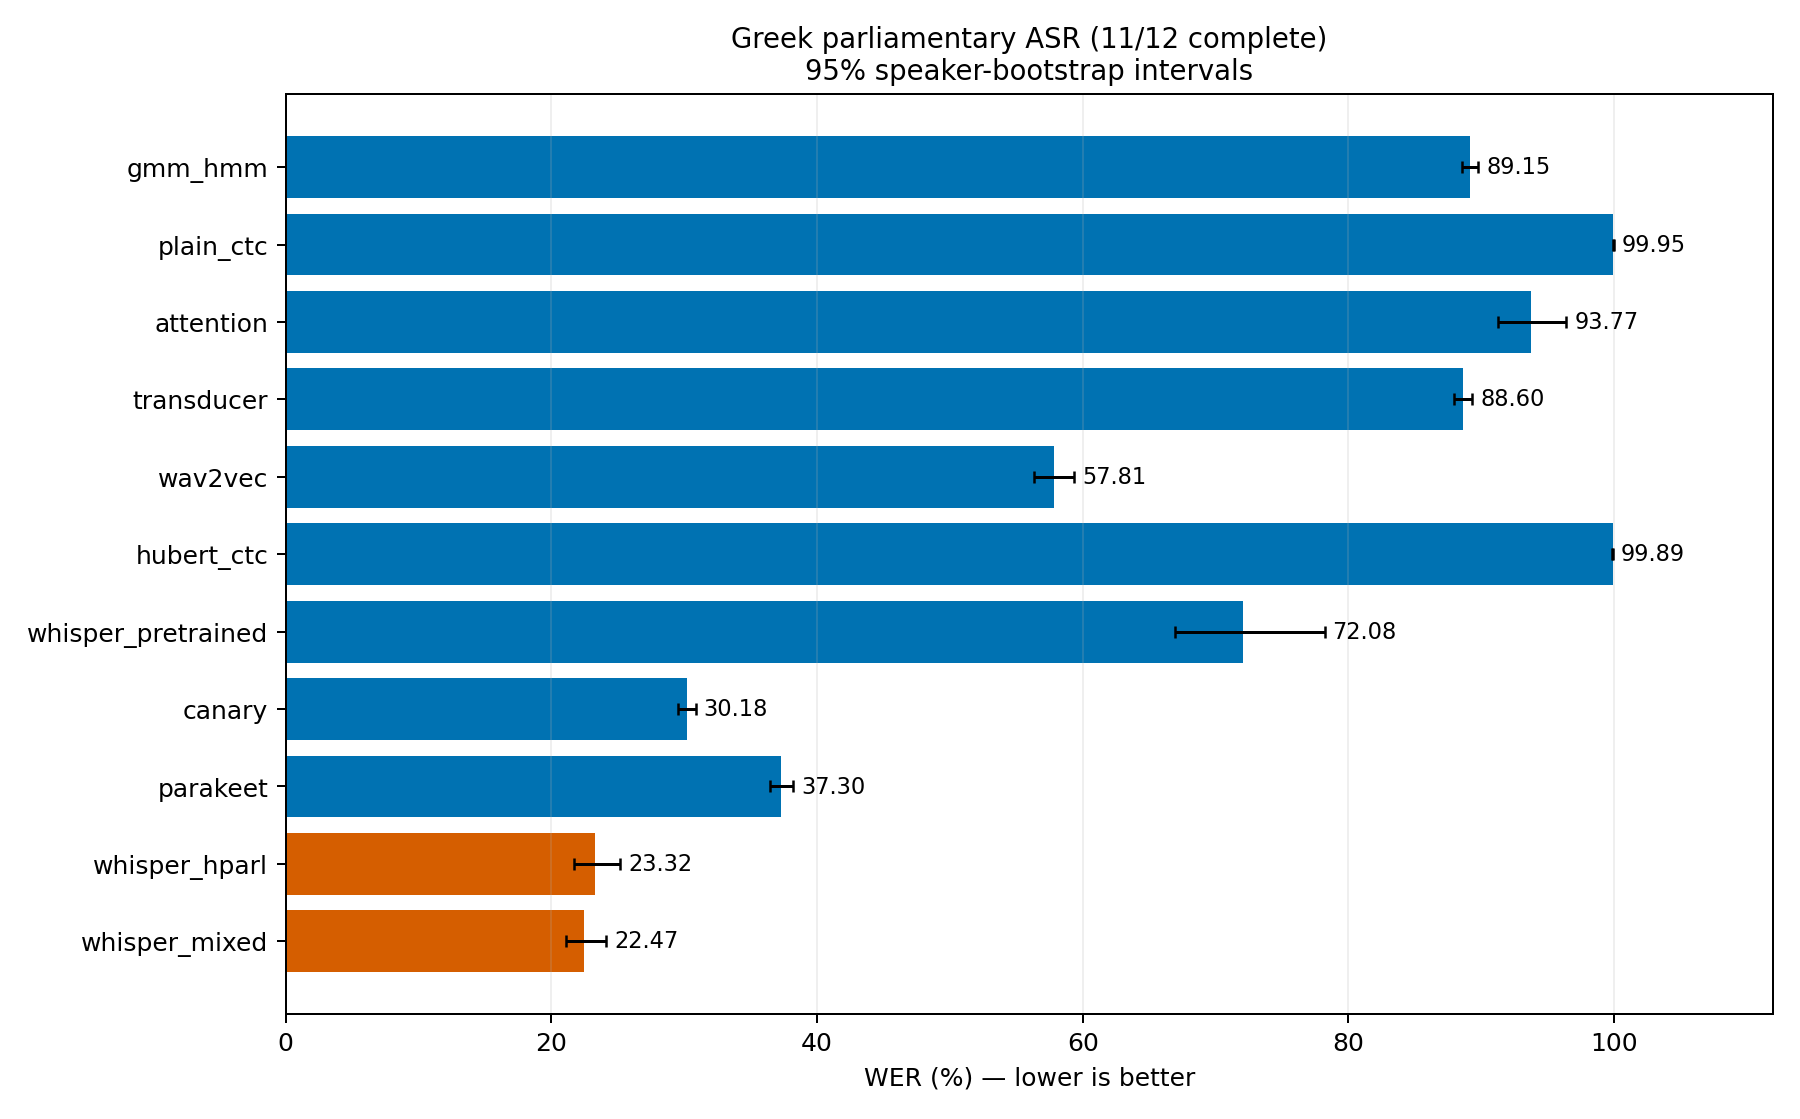 Greek parliamentary ASR (11/12 complete)
95% speaker-bootstrap intervals
gmm_hmm 89.15
plain_ctc 99.95
attention 93.77
transducer 88.60
wav2vec 57.81
hubert_ctc 99.89
whisper_pretrained 72.08
canary 30.18
parakeet 37.30
whisper_hparl 23.32
whisper_mixed 22.47
0 20 40 60 80 100
WER (%) — lower is better